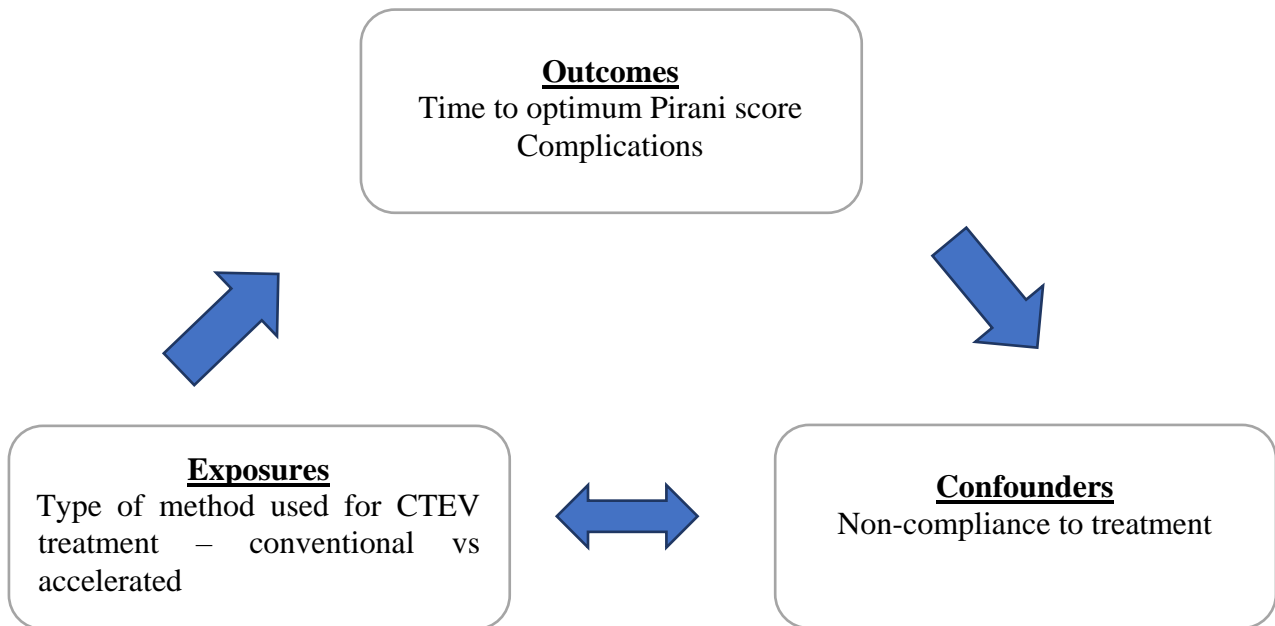 Outcomes
Time to optimum Pirani score
Complications
Exposures
Type of method used for CTEV
treatment – conventional vs
accelerated
Confounders
Non-compliance to treatment